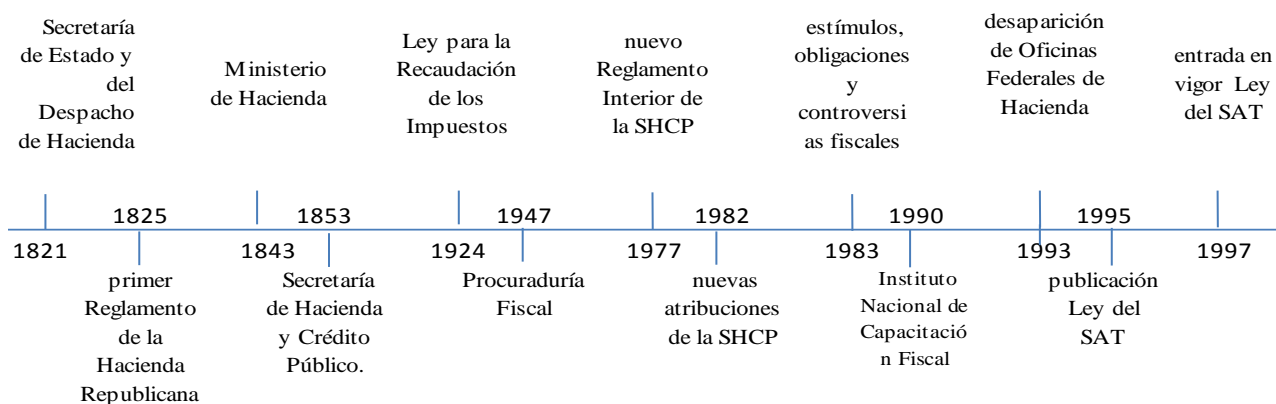 Secretaría
de Estado y
del
Despacho
de Hacienda
Ministerio
de Hacienda
Ley para la
Recaudación
de los
Impuestos
nuevo
Reglamento
Interior de
la SHCP
estímulos,
obligaciones
y
controversi
as fiscales
desaparición
de Oficinas
Federales de
Hacienda
entrada en
vigor Ley
del SAT
1825
1853
1947
1982
1990
1995
1821
1843
1924
1977
1983
1993
1997
primer
Reglamento
de la
Hacienda
Republicana
Secretaría
de Hacienda
y Crédito
Público.
Procuraduría
Fiscal
nuevas
atribuciones
de la SHCP
Instituto
Nacional de
Capacitació
n Fiscal
publicación
Ley del
SAT